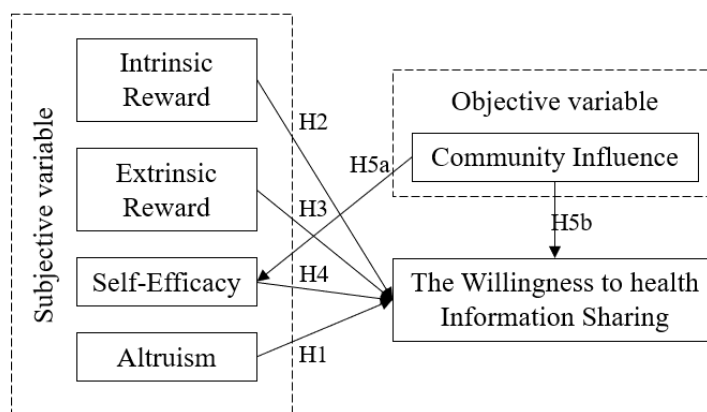 Subjective variable
Intrinsic
Reward
Extrinsic
Reward
Self-Efficacy
Altruism
H2
H3
H4
H1
H5a
Objective variable
Community Influence
H5b
The Willingness to health
Information Sharing